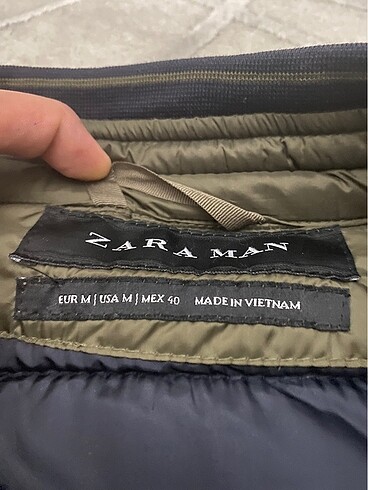 ZARA MAN
EUR M | USA M | MEX 40 MADE IN VIETNAM